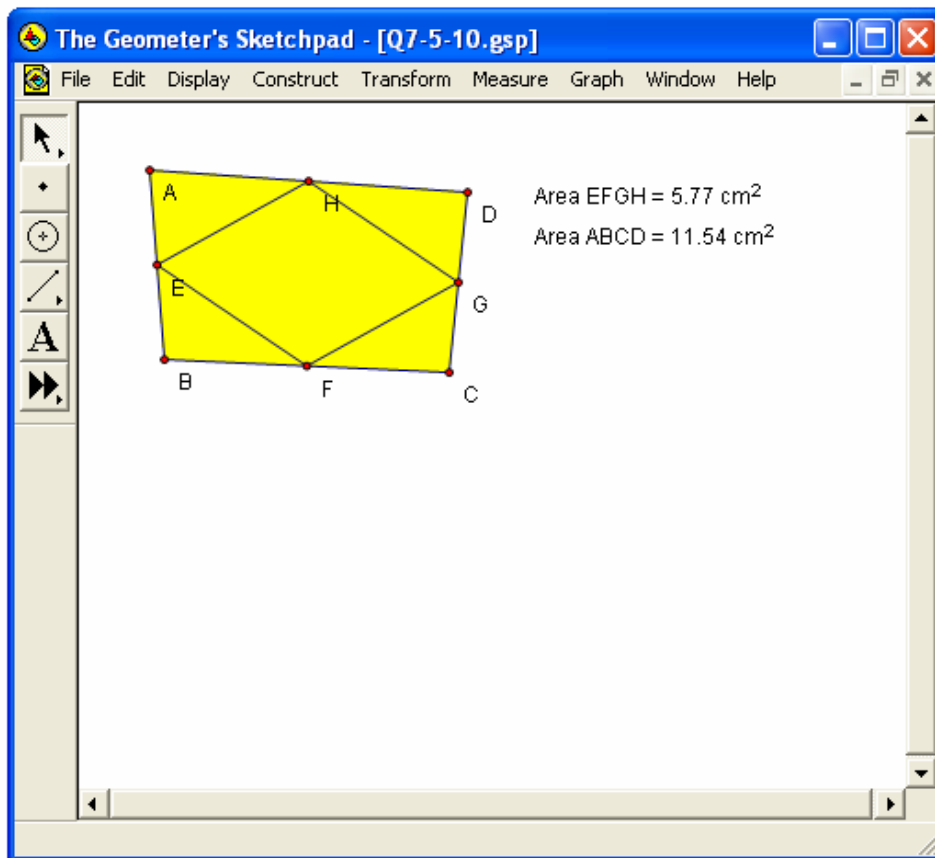 The Geometer's Sketchpad - [Q7-5-10.gsp]
File Edit Display Construct Transform Measure Graph Window Help
A
A
H
D
Area EFGH = 5.77 cm²
Area ABCD = 11.54 cm²
E
G
B
F
C